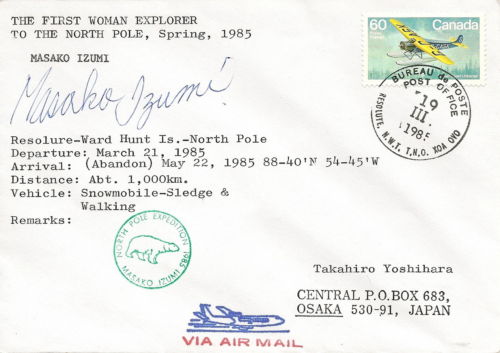 THE FIRST WOMAN EXPLORER
TO THE NORTH POLE, Spring, 1985
MASAKO IZUMI
Masako Izumi
60 Canada
BUREAU de POSTE
POST OFFICE
19
III
1985
RESOLUTE, N.W.T. T,N,O. XOA OVO
Resolure-Ward Hunt Is.-North Pole
Departure: March 21, 1985
Arrival: (Abandon) May 22, 1985 88-40'N 54-45'W
Distance: Abt. 1,000km.
Vehicle: Snowmobile-Sledge &
Walking
Remarks:
NORTH POLE EXPEDITION
MASAKO IZUMI 1985
Takahiro Yoshihara
CENTRAL P.O.BOX 683,
OSAKA 530-91, JAPAN
VIA AIR MAIL